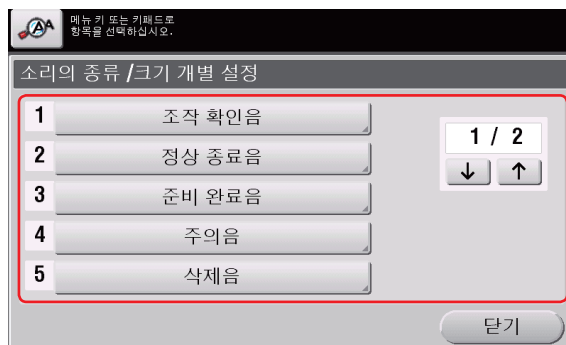 메뉴 키 또는 키패드로
항목을 선택하십시오.
소리의 종류 /크기 개별 설정
1 조작 확인음
2 정상 종료음
3 준비 완료음
4 주의음
5 삭제음
1 / 2
↓ ↑
닫기